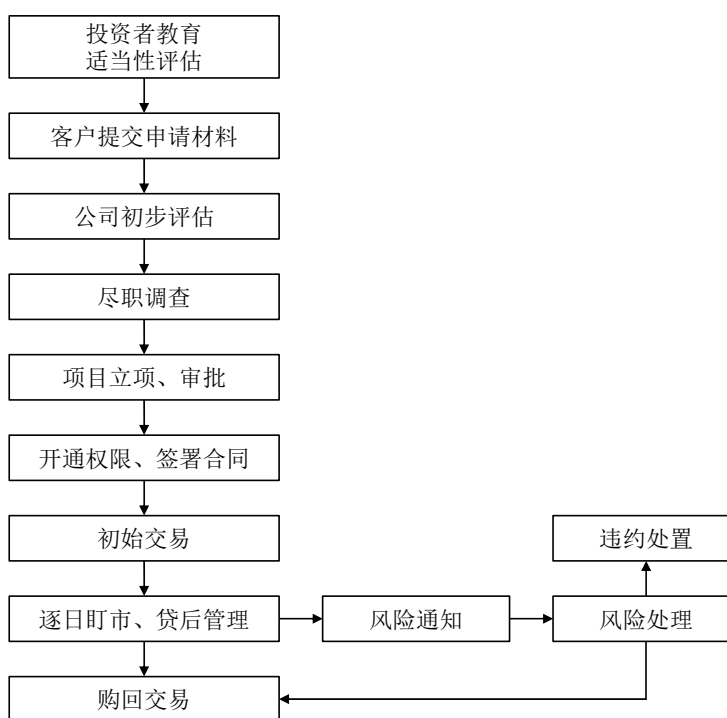 投资者教育
适当性评估
客户提交申请材料
公司初步评估
尽职调查
项目立项、审批
开通权限、签署合同
初始交易
违约处置
逐日盯市、贷后管理
风险通知
风险处理
购回交易